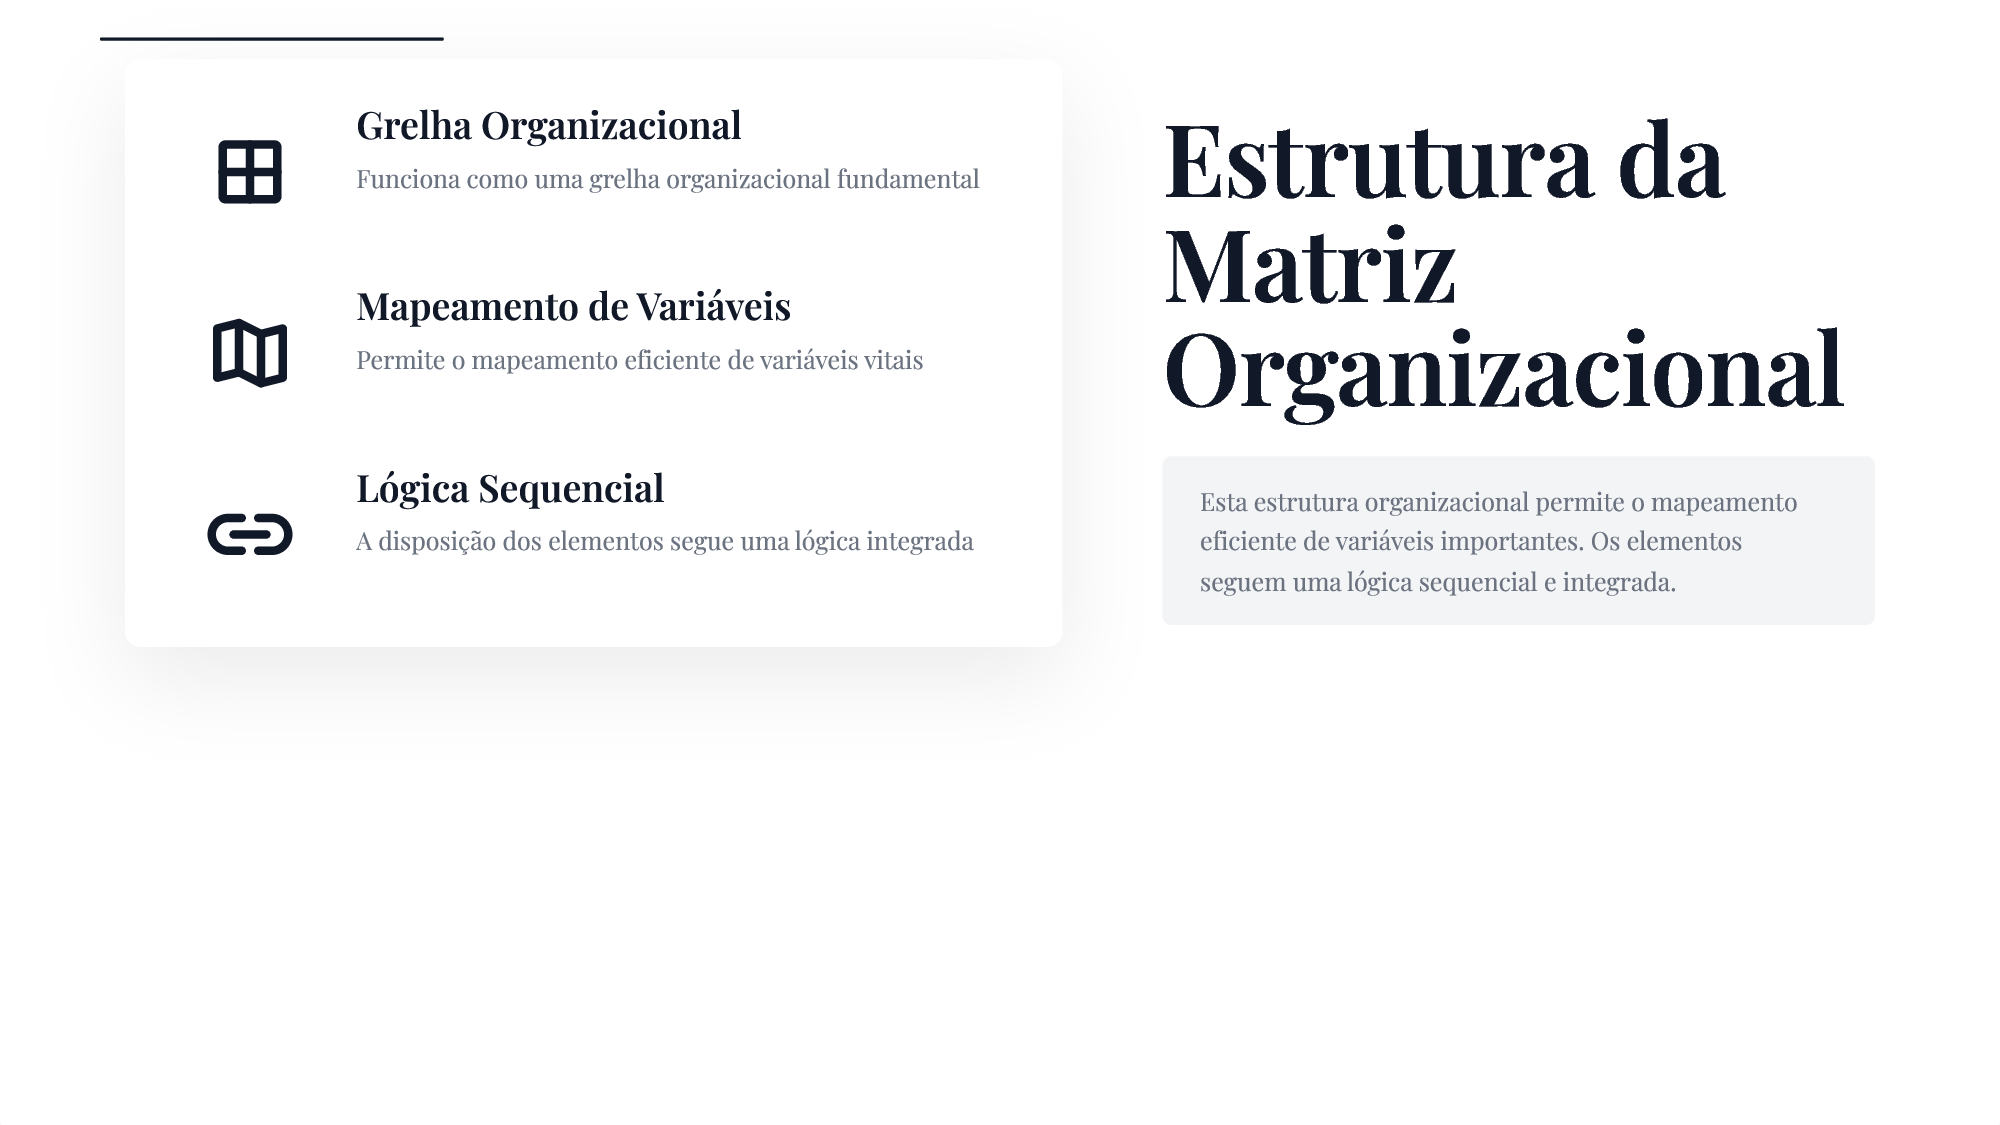 Grelha Organizacional
Funciona como uma grelha organizacional fundamental
Mapeamento de Variáveis
Permite o mapeamento eficiente de variáveis vitais
Lógica Sequencial
A disposição dos elementos segue uma lógica integrada
Estrutura da
Matriz
Organizacional
Esta estrutura organizacional permite o mapeamento
eficiente de variáveis importantes. Os elementos
seguem uma lógica sequencial e integrada.